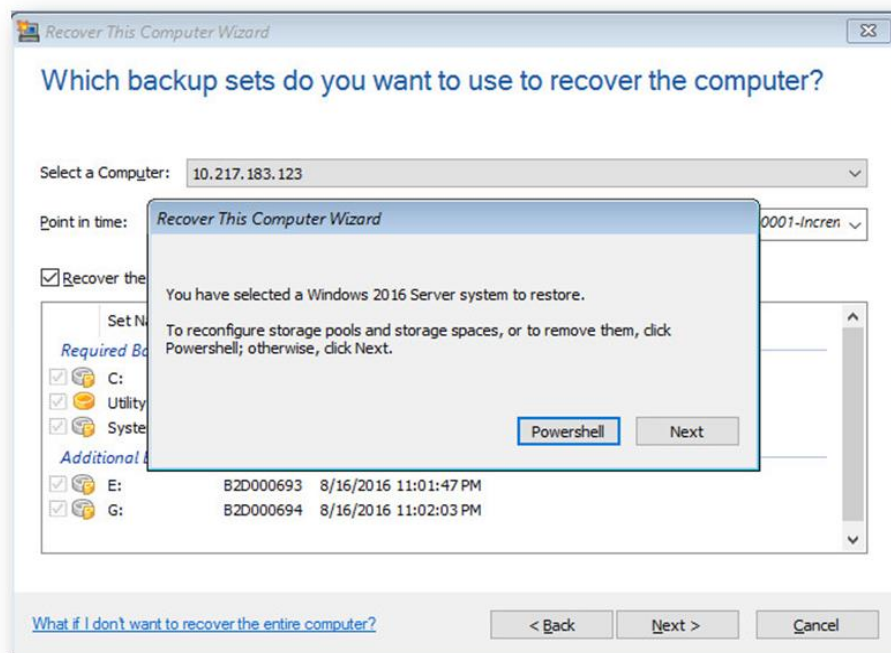 Recover This Computer Wizard
Which backup sets do you want to use to recover the computer?
Select a Computer: 10.217.183.123
Point in time: 0001-Incren
Recover the
Recover This Computer Wizard
You have selected a Windows 2016 Server system to restore.
To reconfigure storage pools and storage spaces, or to remove them, click
Powershell; otherwise, click Next.
Powershell Next
Set Na
Required Ba
C:
Utility
Syste
Additional
E: B2D000693 8/16/2016 11:01:47 PM
G: B2D000694 8/16/2016 11:02:03 PM
What if I don't want to recover the entire computer? < Back Next > Cancel